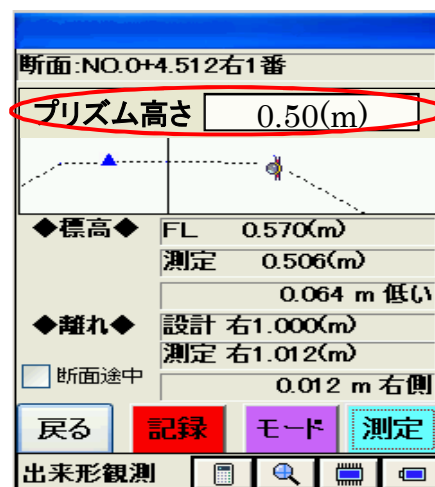 断面:NO.0+4.512右1番
プリズム高さ 0.50(m)
◆標高◆ FL 0.570(m)
測定 0.506(m)
0.064 m 低い
◆離れ◆ 設計 右1.000(m)
測定 右1.012(m)
断面途中 0.012 m 右側
戻る 記録 モード 測定
出来形観測